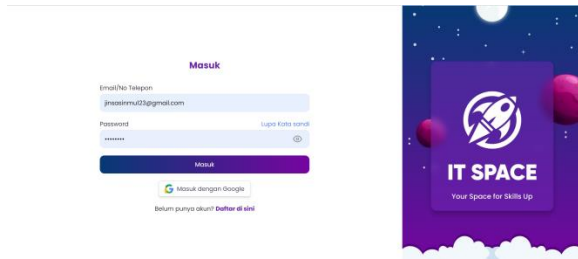 Masuk
Email/No Telepon
jinsasinmul23@gmail.com
Password Lupa Kata sandi
••••••••
Masuk
Masuk dengan Google
Belum punya akun? Daftar di sini
IT SPACE
Your Space for Skills Up